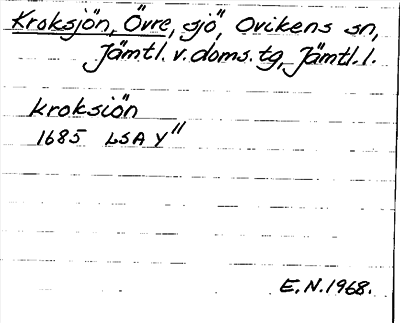 Kroksjön, Övre, sjö, Ovikens sn,
Jämtl. v. doms. tg, Jämtl. l.
Kroksiön
1685 LSA Y"
E.N. 1968.